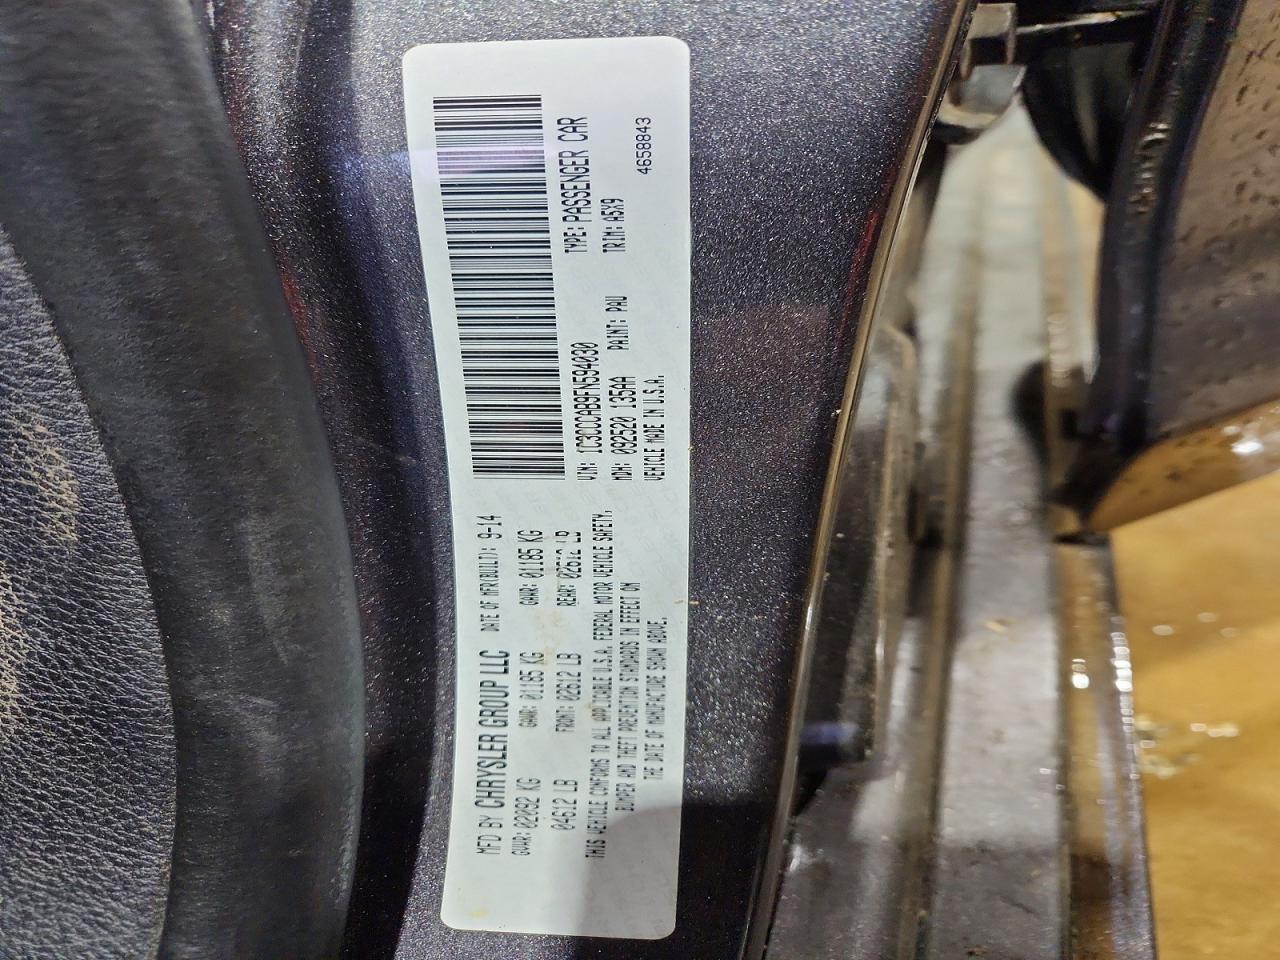 MFD BY CHRYSLER GROUP LLC DATE OF MFR(BUILT): 9-14
GVWR: 02092 KG GAWR: 01185 KG GAWR: 01185 KG
04612 LB FRONT: 02612 LB REAR: 02612 LB
THIS VEHICLE CONFORMS TO ALL APPLICABLE U.S.A. FEDERAL MOTOR VEHICLE SAFETY,
BUMPER AND THEFT PREVENTION STANDARDS IN EFFECT ON
THE DATE OF MANUFACTURE SHOWN ABOVE.
VIN: 1C3CCCAB9FN594030 TYPE: PASSENGER CAR
MDH: 092520 135AA PAINT: PAU TRIM: A5X9
VEHICLE MADE IN U.S.A. 4658843